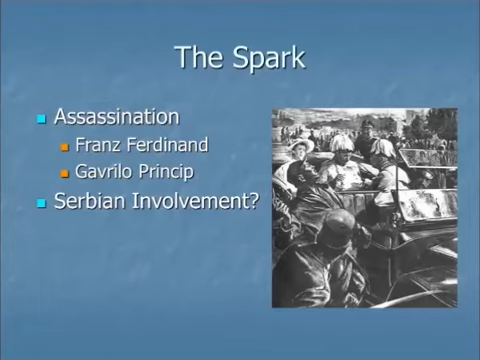 The Spark
Assassination
Franz Ferdinand
Gavrilo Princip
Serbian Involvement?